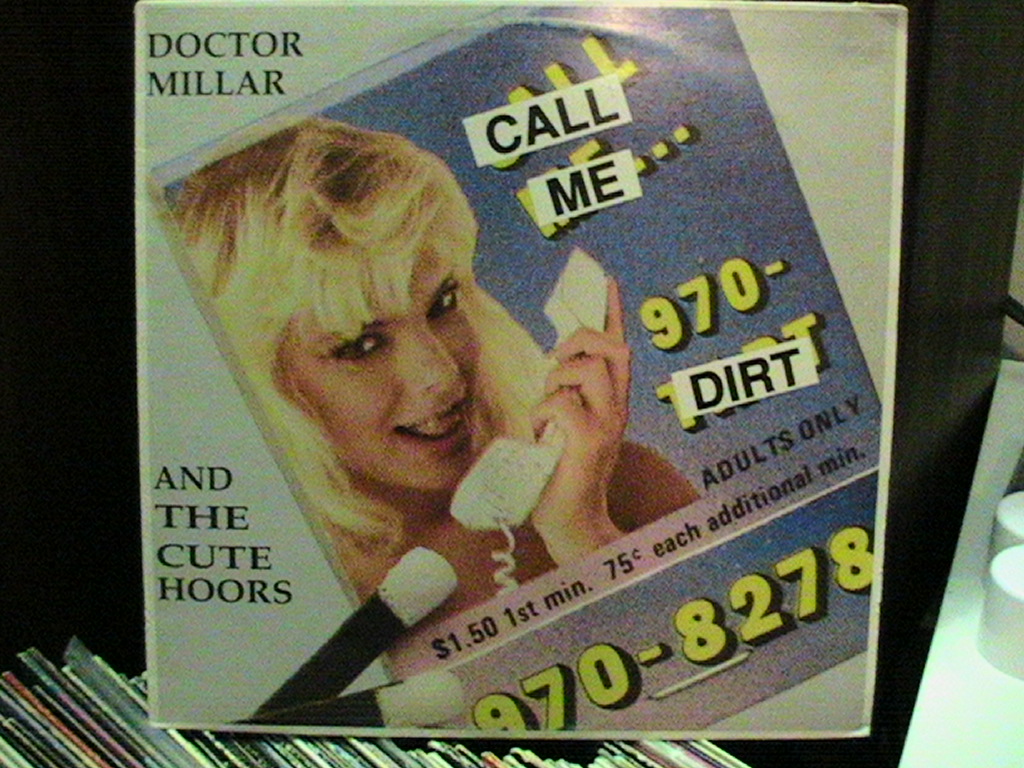 DOCTOR
MILLAR
CALL
ME...
970-
DIRT
ADULTS ONLY
$1.50 1st min. 75¢ each additional min.
970-8278
AND
THE
CUTE
HOORS